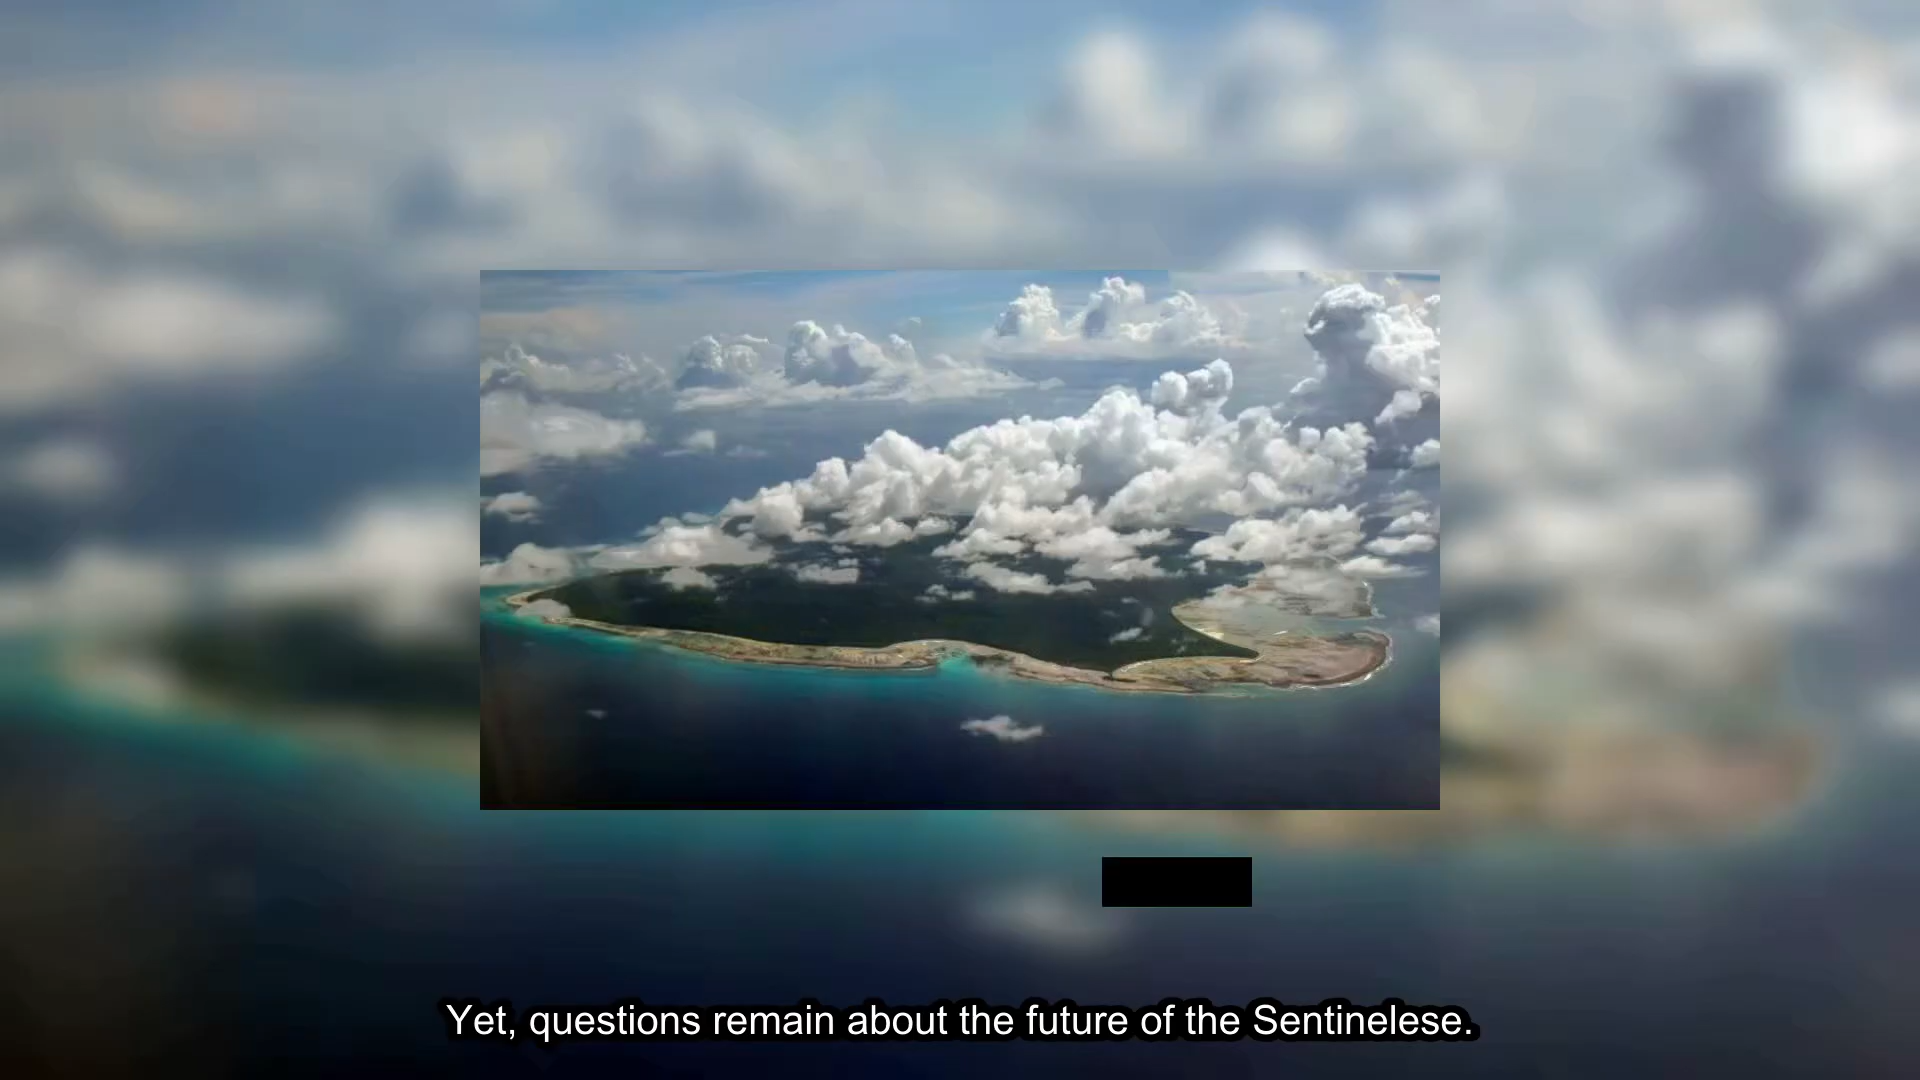 Yet, questions remain about the future of the Sentinelese.